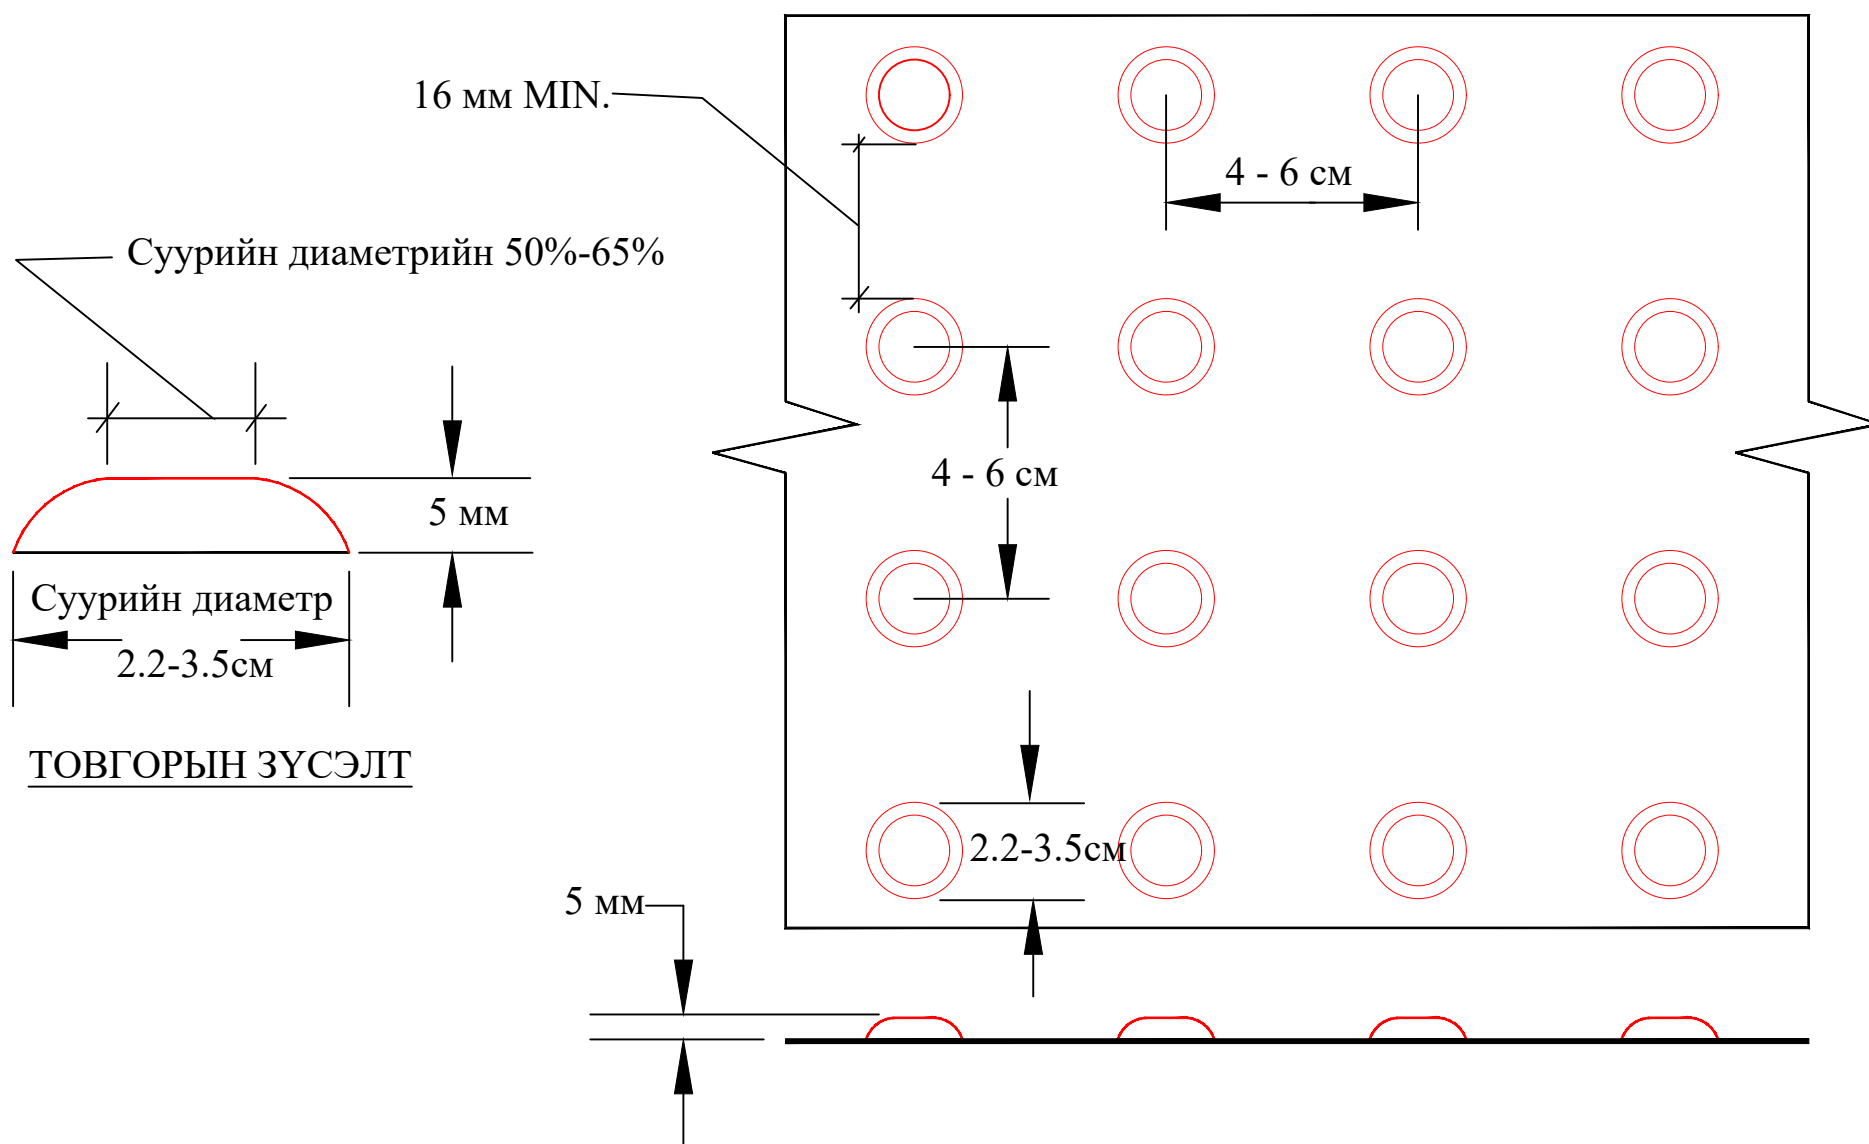 16 мм MIN.
4 - 6 см
Суурийн диаметрийн 50%-65%
4 - 6 см
5 мм
Суурийн диаметр
2.2-3.5см
ТОВГОРЫН ЗҮСЭЛТ
2.2-3.5см
5 мм